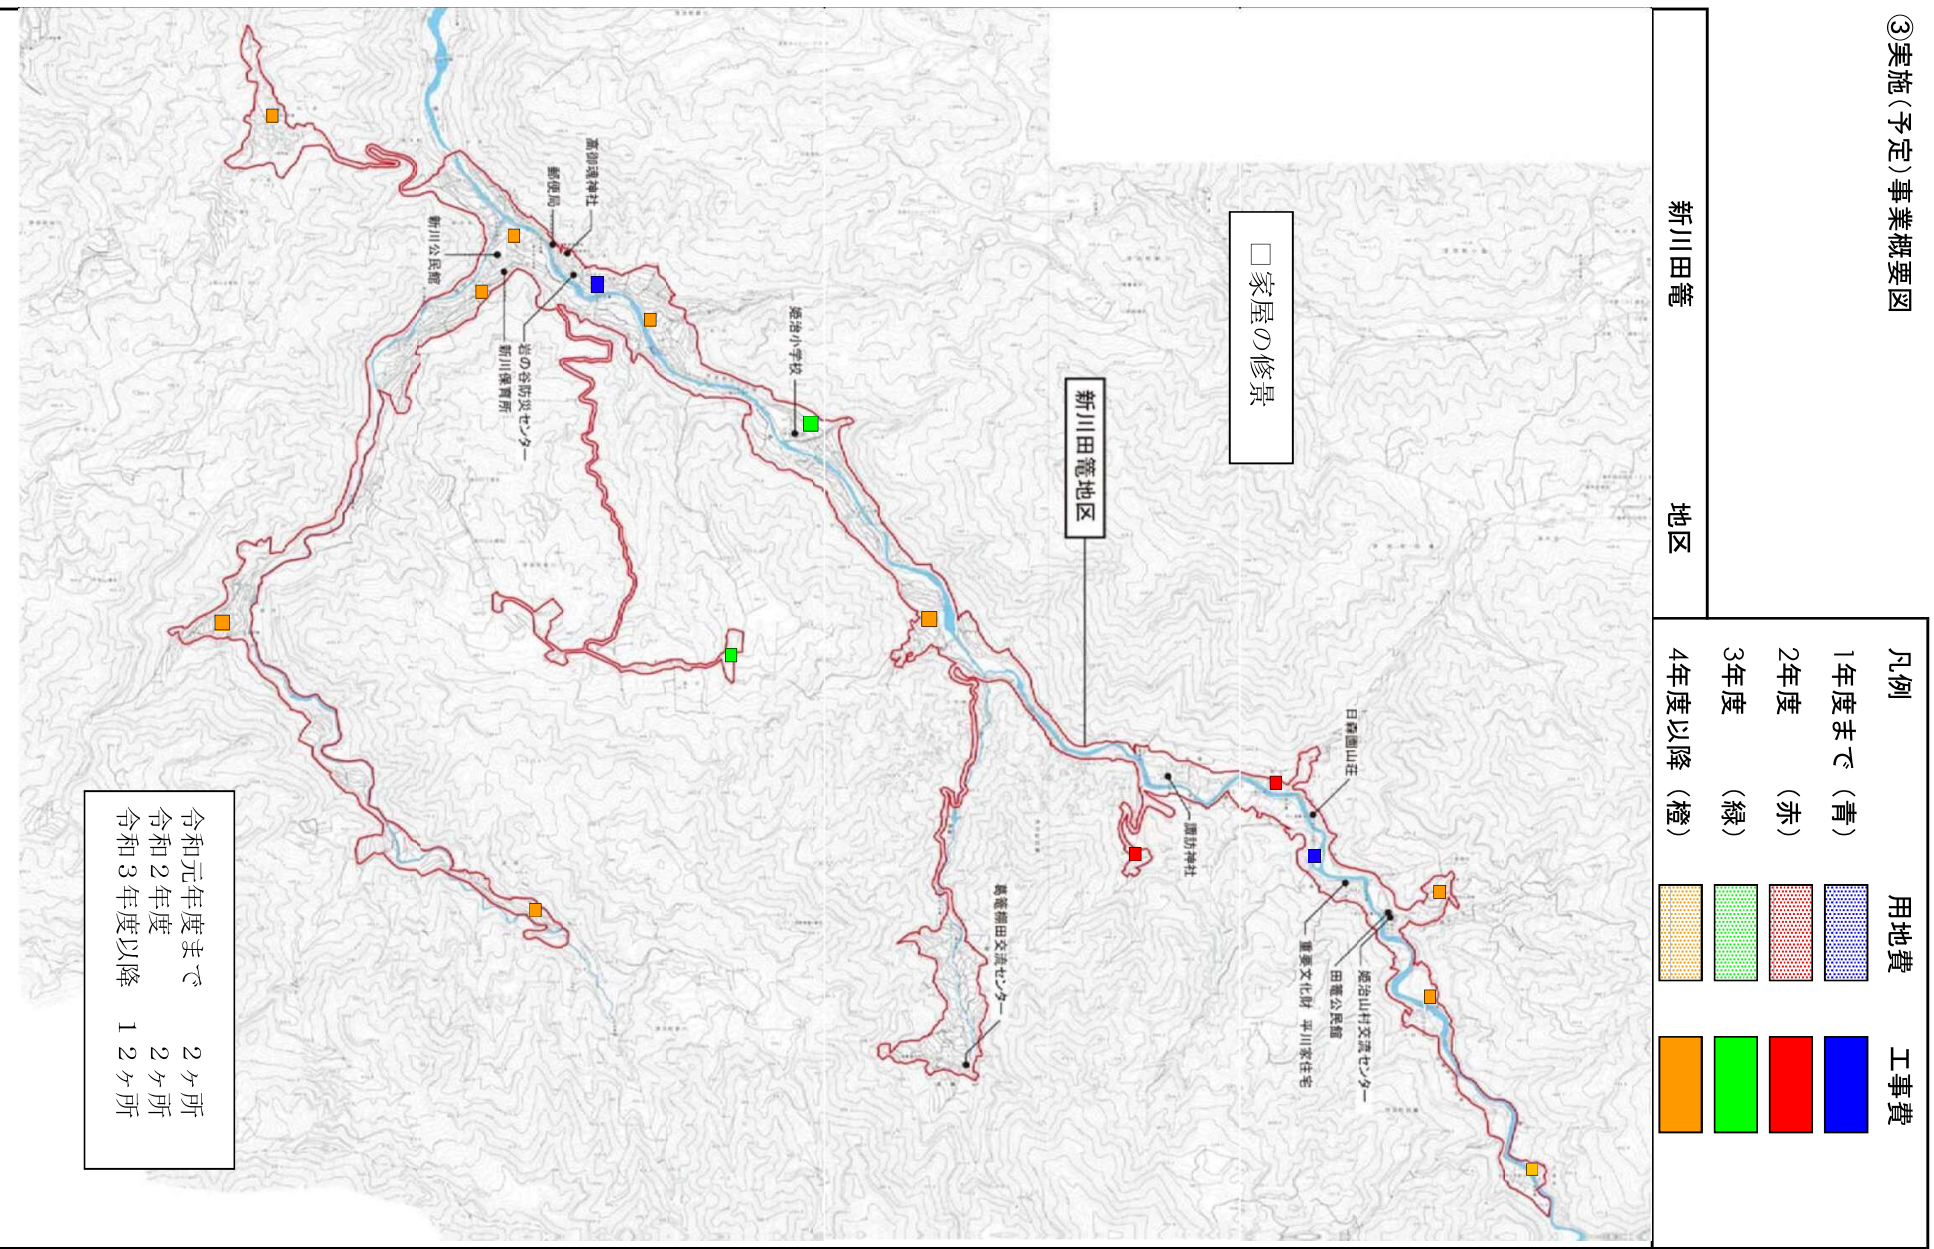 ③実施(予定)事業概要図
新川田篭 地区
凡例 用地費 工事費
1年度まで (青)
2年度 (赤)
3年度 (緑)
4年度以降 (橙)
□ 家屋の修景
新川田篭地区
日森園山荘
姫治山村交流センター
田篭公民館
重要文化財 平川家住宅
諏訪神社
葛篭棚田交流センター
姫治小学校
高御魂神社
郵便局
岩の谷防災センター
新川保育所
新川公民館
令和元年度まで 2ヶ所
令和2年度 2ヶ所
令和3年度以降 12ヶ所